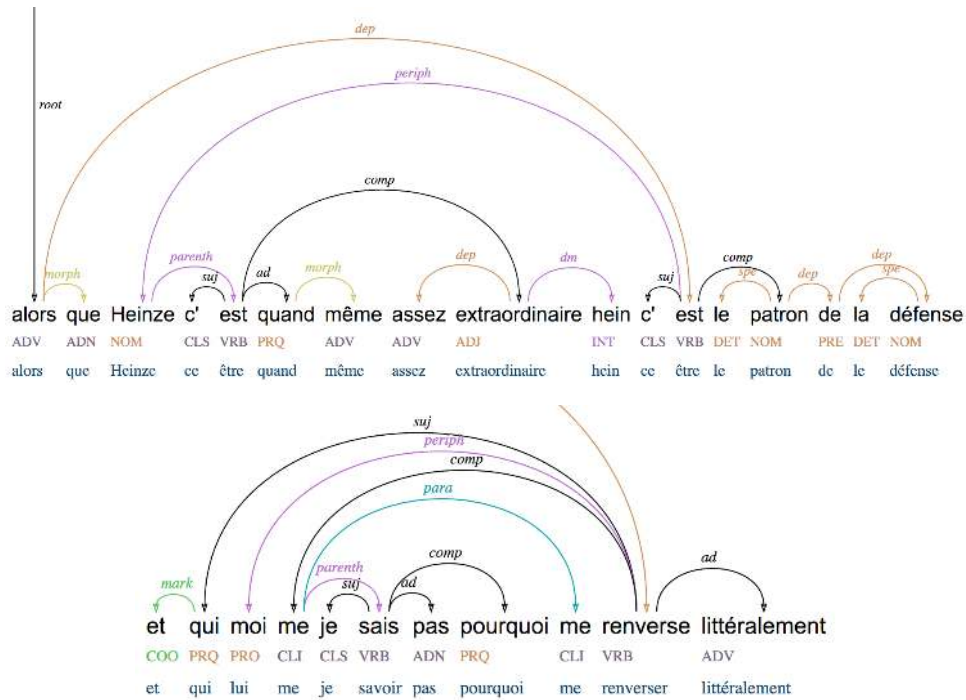 dep
periph
root
comp
parenth dep dm comp dep
morph suj ad morph suj spe dep spe
alors que Heinze c' est quand même assez extraordinaire hein c' est le patron de la défense
ADV ADN NOM CLS VRB PRQ ADV ADV ADJ INT CLS VRB DET NOM PRE DET NOM
alors que Heinze ce être quand même assez extraordinaire hein ce être le patron de le défense
suj
periph
comp
para
comp
parenth ad
mark suj ad
et qui moi me je sais pas pourquoi me renverse littéralement
COO PRQ PRO CLI CLS VRB ADN PRQ CLI VRB ADV
et qui lui me je savoir pas pourquoi me renverser littéralement